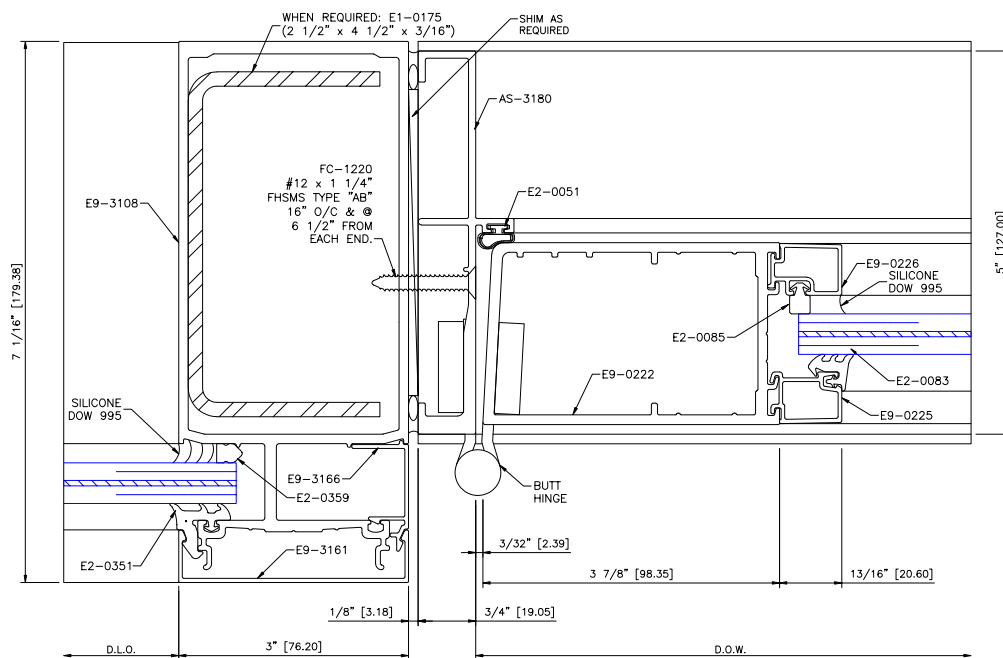 WHEN REQUIRED: E1-0175
(2 1/2" x 4 1/2" x 3/16")
SHIM AS
REQUIRED
AS-3180
FC-1220
#12 x 1 1/4"
FHSMS TYPE "AB"
16" O/C & @
6 1/2" FROM
EACH END.
E2-0051
E9-3108
E9-0226
SILICONE
DOW 995
5" [127.00]
7 1/16" [179.38]
E2-0085
E9-0222
E2-0083
E9-0225
SILICONE
DOW 995
E9-3166
E2-0359
BUTT
HINGE
E2-0351
E9-3161
3/32" [2.39]
3 7/8" [98.35]
13/16" [20.60]
1/8" [3.18]
3/4" [19.05]
D.L.O.
3" [76.20]
D.O.W.